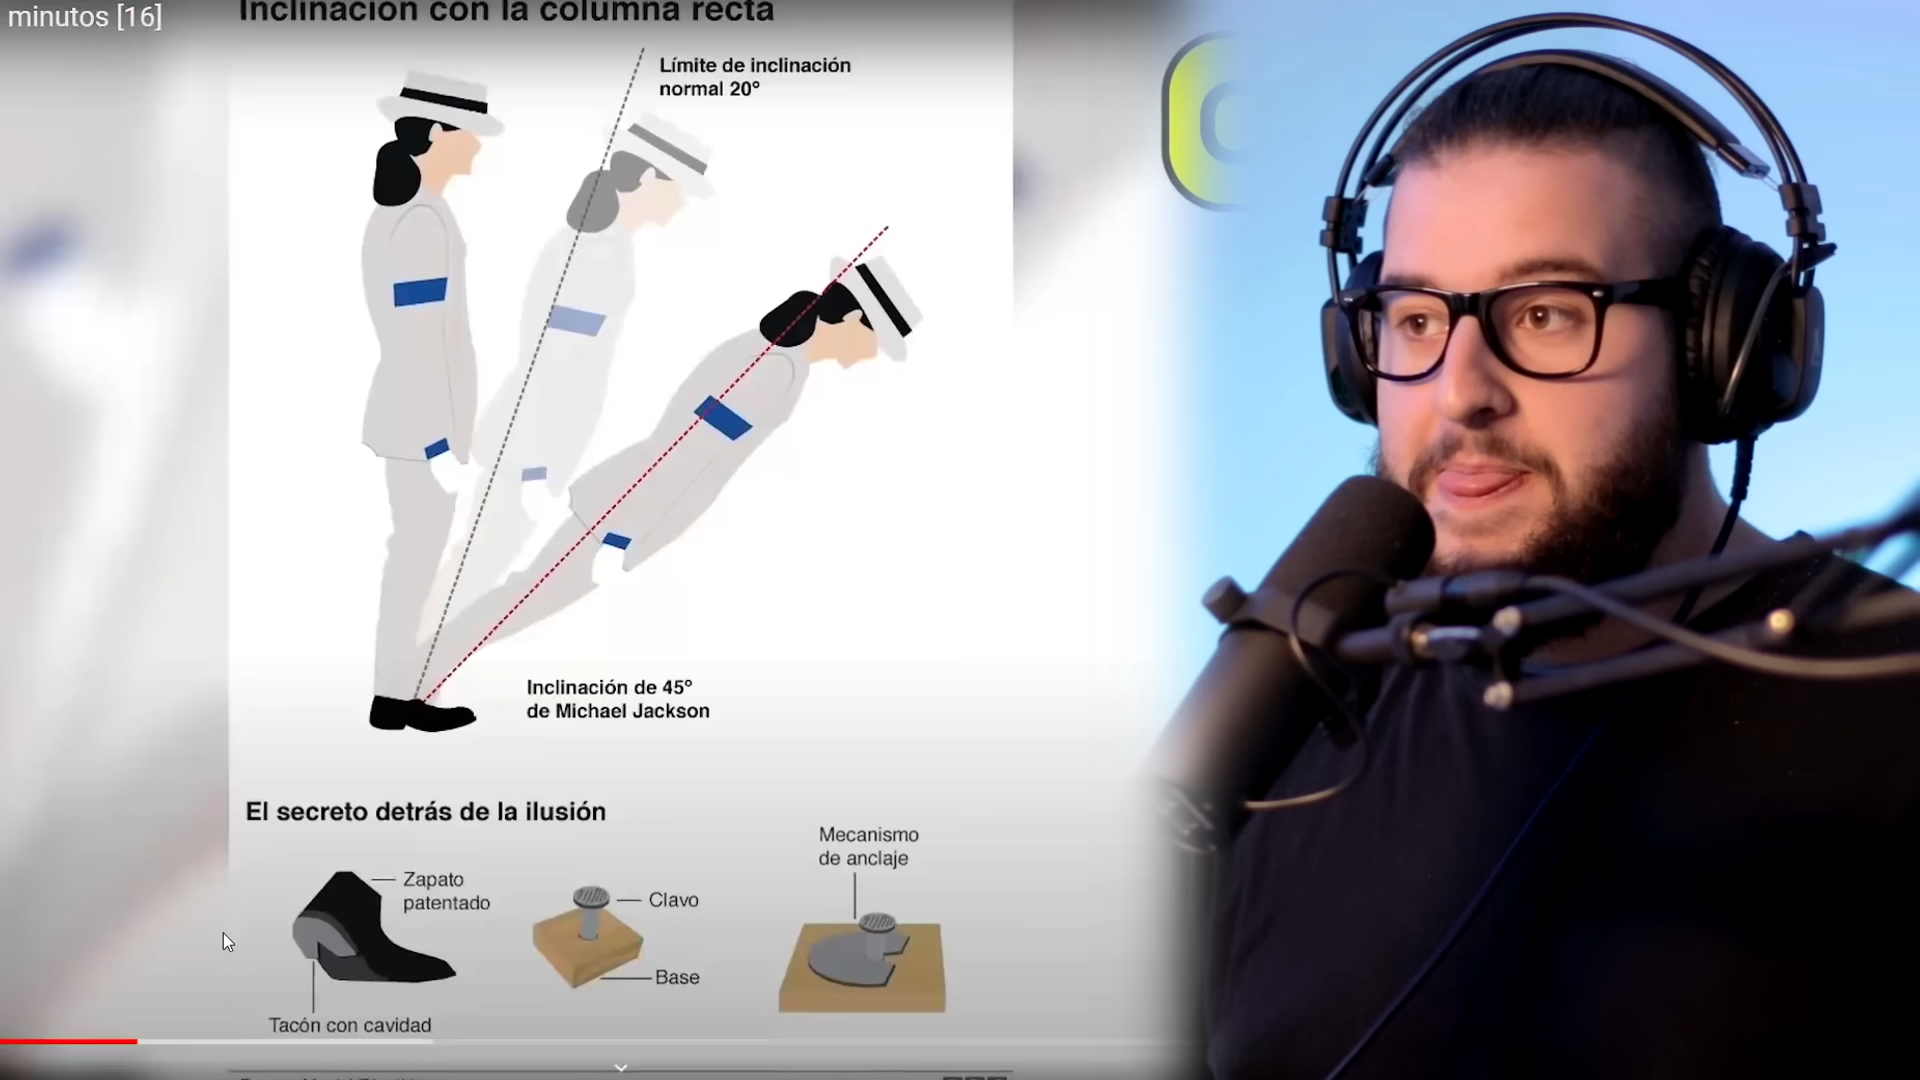 minutos [16]
Inclinación con la columna recta
Límite de inclinación
normal 20°
Inclinación de 45°
de Michael Jackson
El secreto detrás de la ilusión
Zapato
patentado
Tacón con cavidad
Clavo
Base
Mecanismo
de anclaje